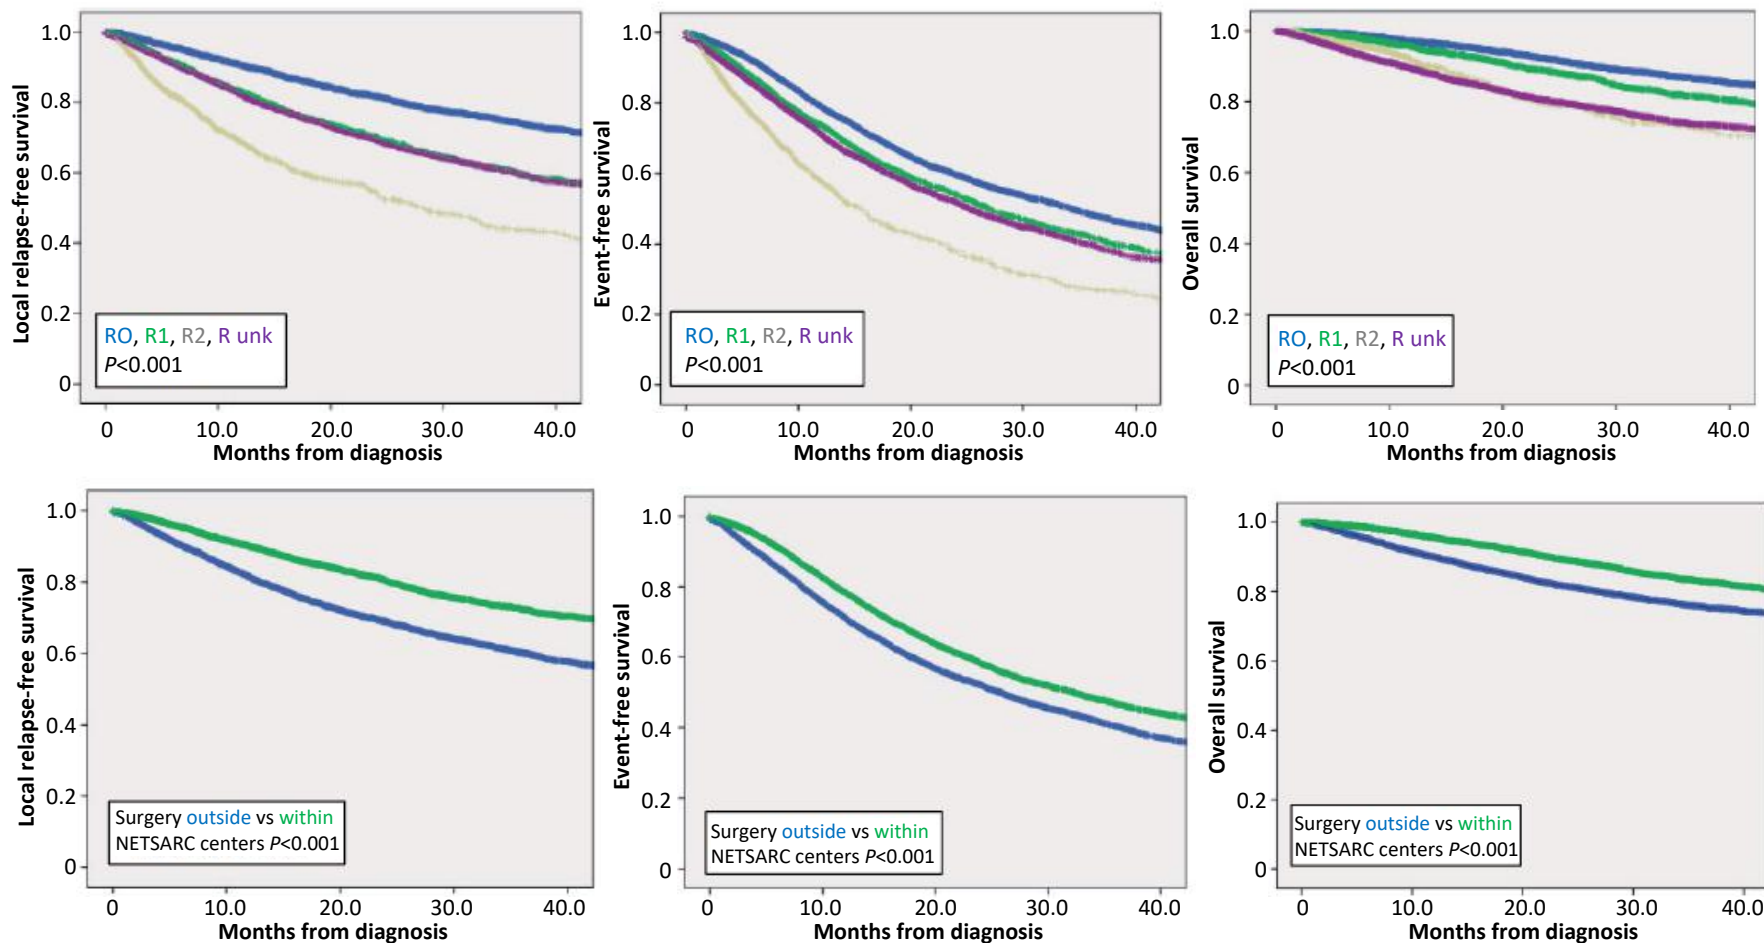 Local relapse-free survival
1.0
0.8
0.6
0.4
0.2
0
RO, R1, R2, R unk
P<0.001
0 10.0 20.0 30.0 40.0
Months from diagnosis
Event-free survival
1.0
0.8
0.6
0.4
0.2
0
RO, R1, R2, R unk
P<0.001
0 10.0 20.0 30.0 40.0
Months from diagnosis
Overall survival
1.0
0.8
0.6
0.4
0.2
0
RO, R1, R2, R unk
P<0.001
0 10.0 20.0 30.0 40.0
Months from diagnosis
Local relapse-free survival
1.0
0.8
0.6
0.4
0.2
0
Surgery outside vs within
NETSARC centers P<0.001
0 10.0 20.0 30.0 40.0
Months from diagnosis
Event-free survival
1.0
0.8
0.6
0.4
0.2
0
Surgery outside vs within
NETSARC centers P<0.001
0 10.0 20.0 30.0 40.0
Months from diagnosis
Overall survival
1.0
0.8
0.6
0.4
0.2
0
Surgery outside vs within
NETSARC centers P<0.001
0 10.0 20.0 30.0 40.0
Months from diagnosis